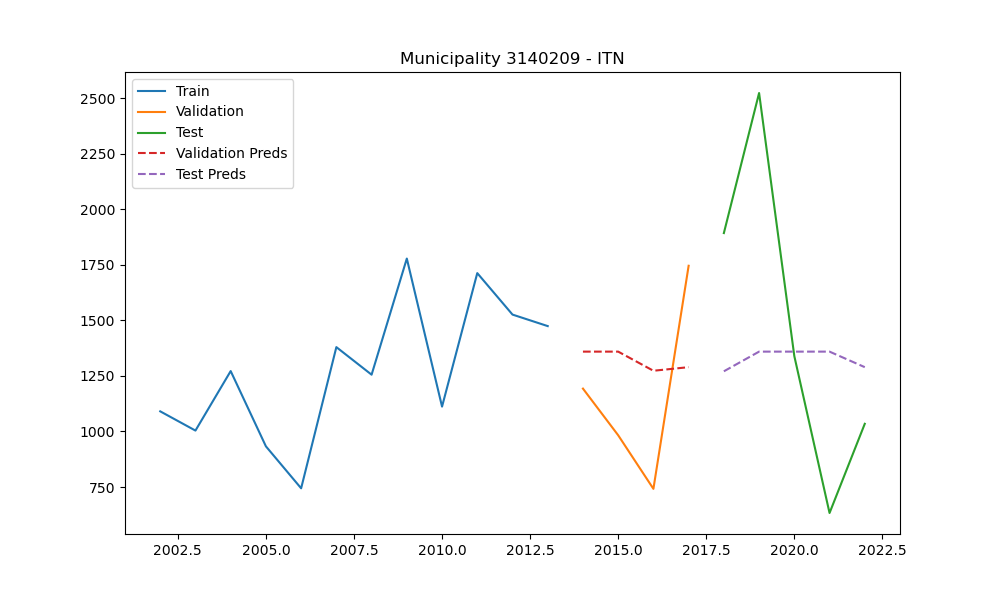 Municipality 3140209 - ITN
Train
Validation
Test
Validation Preds
Test Preds
2500
2250
2000
1750
1500
1250
1000
750
2002.5 2005.0 2007.5 2010.0 2012.5 2015.0 2017.5 2020.0 2022.5